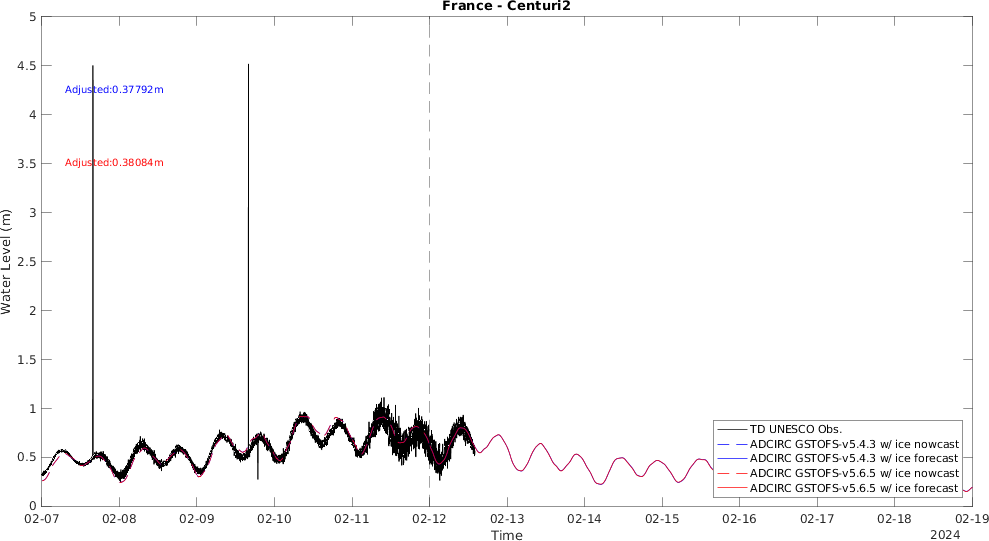 France - Centuri2
5
4.5
4
3.5
3
2.5
2
1.5
1
0.5
0
Water Level (m)
Adjusted:0.37792m
Adjusted:0.38084m
TD UNESCO Obs.
ADCIRC GSTOFS-v5.4.3 w/ ice nowcast
ADCIRC GSTOFS-v5.4.3 w/ ice forecast
ADCIRC GSTOFS-v5.6.5 w/ ice nowcast
ADCIRC GSTOFS-v5.6.5 w/ ice forecast
02-07 02-08 02-09 02-10 02-11 02-12 02-13 02-14 02-15 02-16 02-17 02-18 02-19
Time
2024